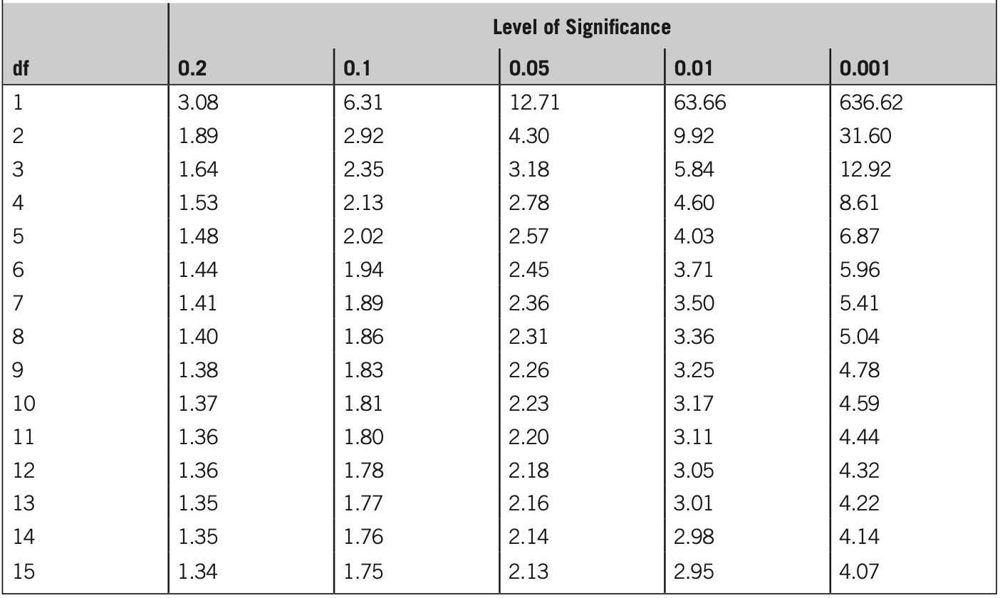 Level of Significance
df 0.2 0.1 0.05 0.01 0.001
1 3.08 6.31 12.71 63.66 636.62
2 1.89 2.92 4.30 9.92 31.60
3 1.64 2.35 3.18 5.84 12.92
4 1.53 2.13 2.78 4.60 8.61
5 1.48 2.02 2.57 4.03 6.87
6 1.44 1.94 2.45 3.71 5.96
7 1.41 1.89 2.36 3.50 5.41
8 1.40 1.86 2.31 3.36 5.04
9 1.38 1.83 2.26 3.25 4.78
10 1.37 1.81 2.23 3.17 4.59
11 1.36 1.80 2.20 3.11 4.44
12 1.36 1.78 2.18 3.05 4.32
13 1.35 1.77 2.16 3.01 4.22
14 1.35 1.76 2.14 2.98 4.14
15 1.34 1.75 2.13 2.95 4.07